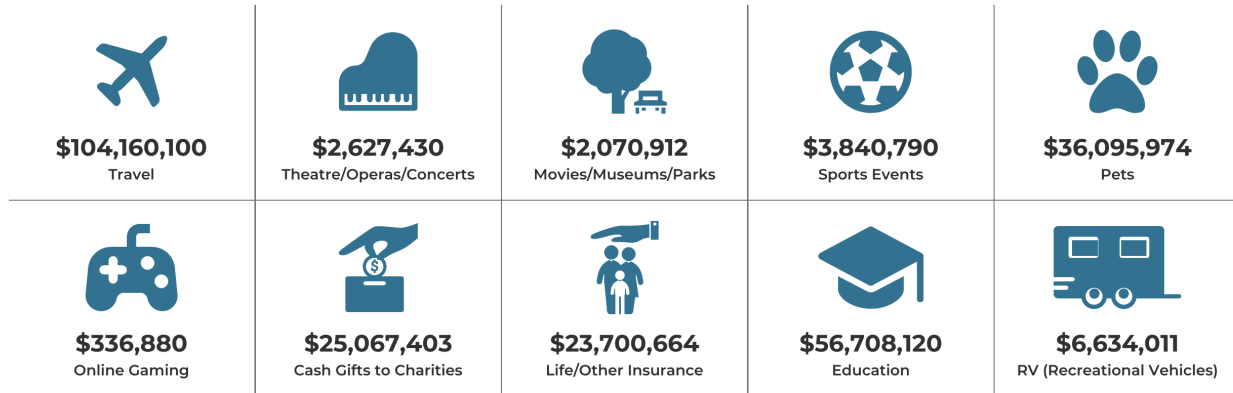 $104,160,100
Travel
$2,627,430
Theatre/Operas/Concerts
$2,070,912
Movies/Museums/Parks
$3,840,790
Sports Events
$36,095,974
Pets
$336,880
Online Gaming
$
$25,067,403
Cash Gifts to Charities
$23,700,664
Life/Other Insurance
$56,708,120
Education
$6,634,011
RV (Recreational Vehicles)